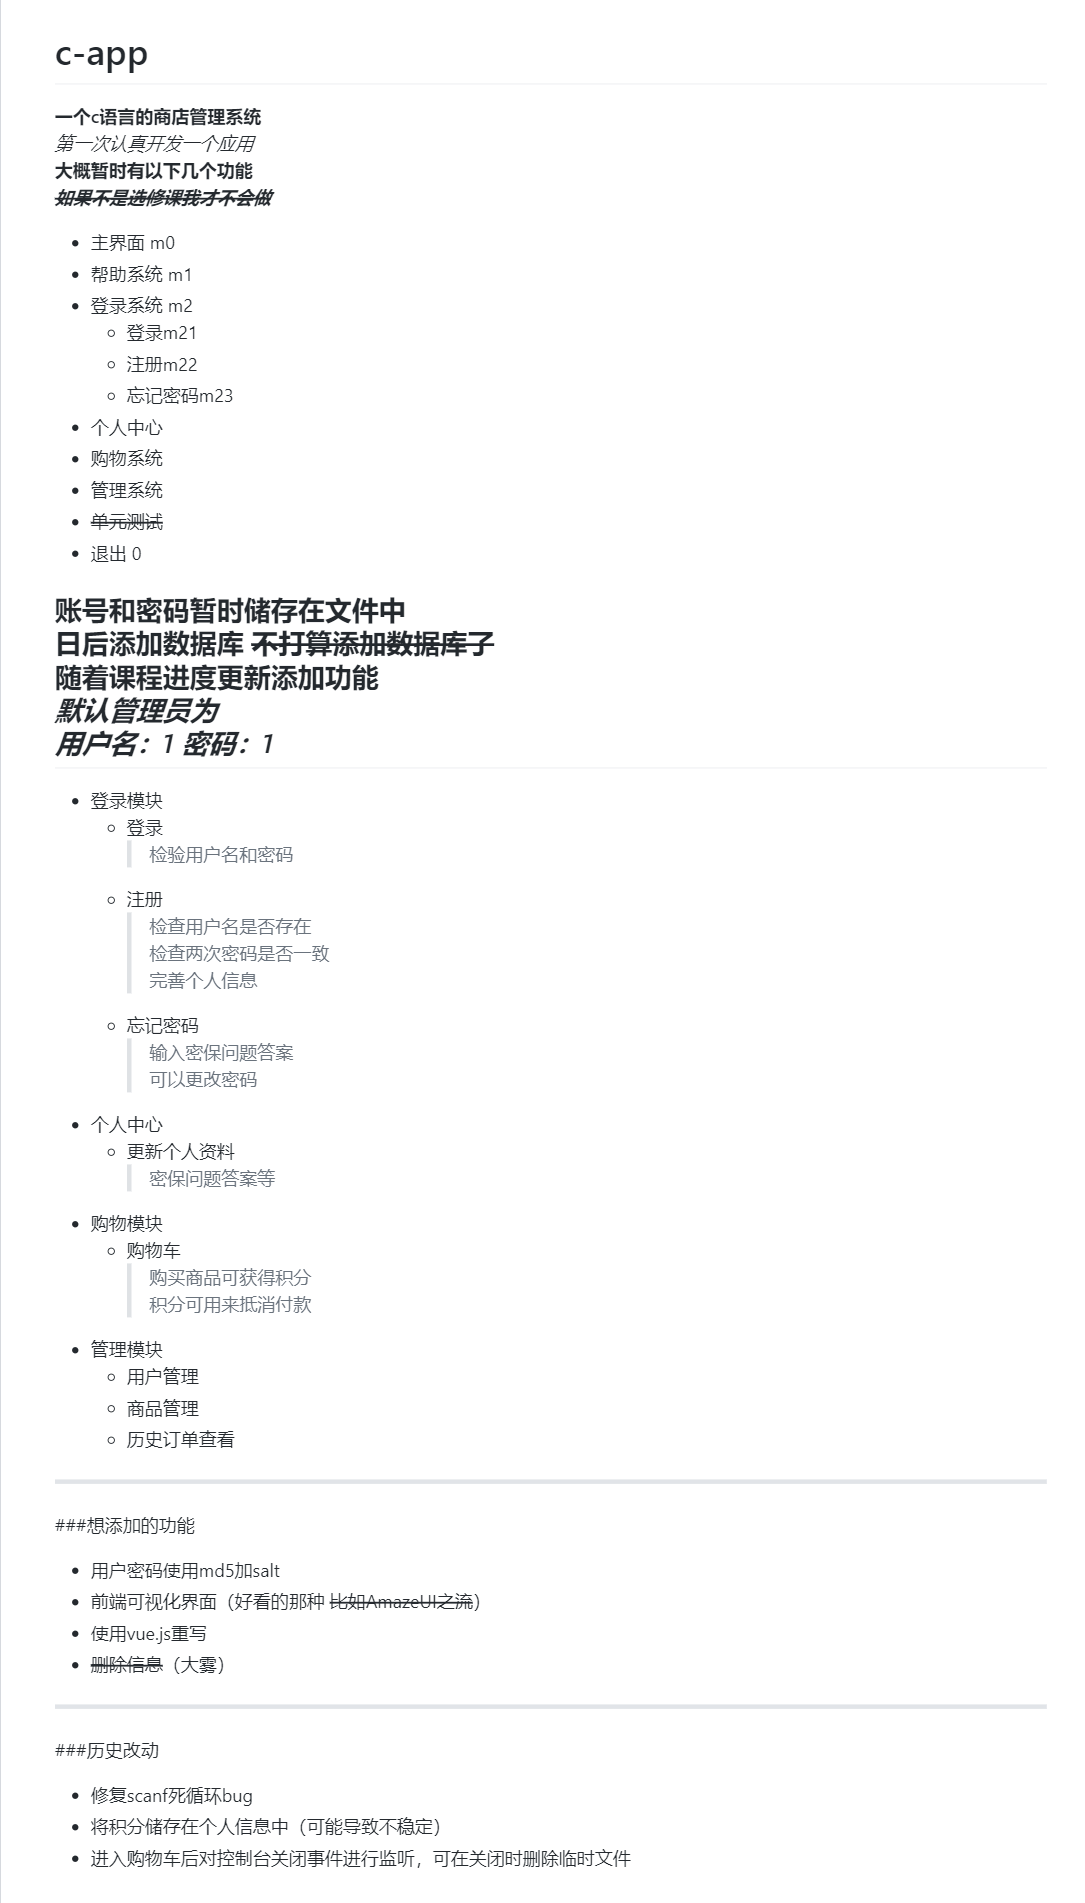 c-app
一个c语言的商店管理系统
第一次认真开发一个应用
大概暂时有以下几个功能
如果不是选修课我才不会做
主界面 m0
帮助系统 m1
登录系统 m2
登录m21
注册m22
忘记密码m23
个人中心
购物系统
管理系统
单元测试
退出 0
账号和密码暂时储存在文件中
日后添加数据库 不打算添加数据库了
随着课程进度更新添加功能
默认管理员为
用户名：1 密码：1
登录模块
登录
检验用户名和密码
注册
检查用户名是否存在
检查两次密码是否一致
完善个人信息
忘记密码
输入密保问题答案
可以更改密码
个人中心
更新个人资料
密保问题答案等
购物模块
购物车
购买商品可获得积分
积分可用来抵消付款
管理模块
用户管理
商品管理
历史订单查看
###想添加的功能
用户密码使用md5加salt
前端可视化界面（好看的那种 比如AmazeUI之流）
使用vue.js重写
删除信息（大雾）
###历史改动
修复scanf死循环bug
将积分储存在个人信息中（可能导致不稳定）
进入购物车后对控制台关闭事件进行监听，可在关闭时删除临时文件